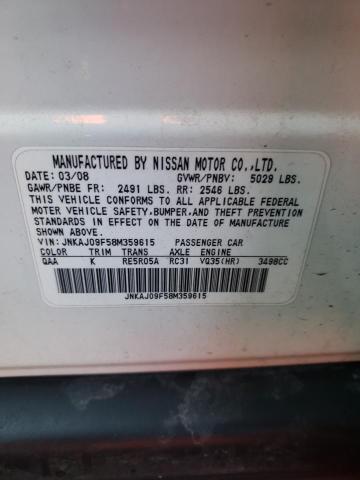 MANUFACTURED BY NISSAN MOTOR CO.,LTD.
DATE: 03/08 GVWR/PNBV: 5029 LBS.
GAWR/PNBE FR: 2491 LBS. RR: 2546 LBS.
THIS VEHICLE CONFORMS TO ALL APPLICABLE FEDERAL
MOTOR VEHICLE SAFETY,BUMPER,AND THEFT PREVENTION
STANDARDS IN EFFECT ON THE DATE OF MANUFACTURE
SHOWN ABOVE.
VIN: JNKAJ09F58M359615 PASSENGER CAR
COLOR TRIM TRANS AXLE ENGINE
QAA K RE5R05A RC31 VQ35(HR) 3498CC
JNKAJ09F58M359615